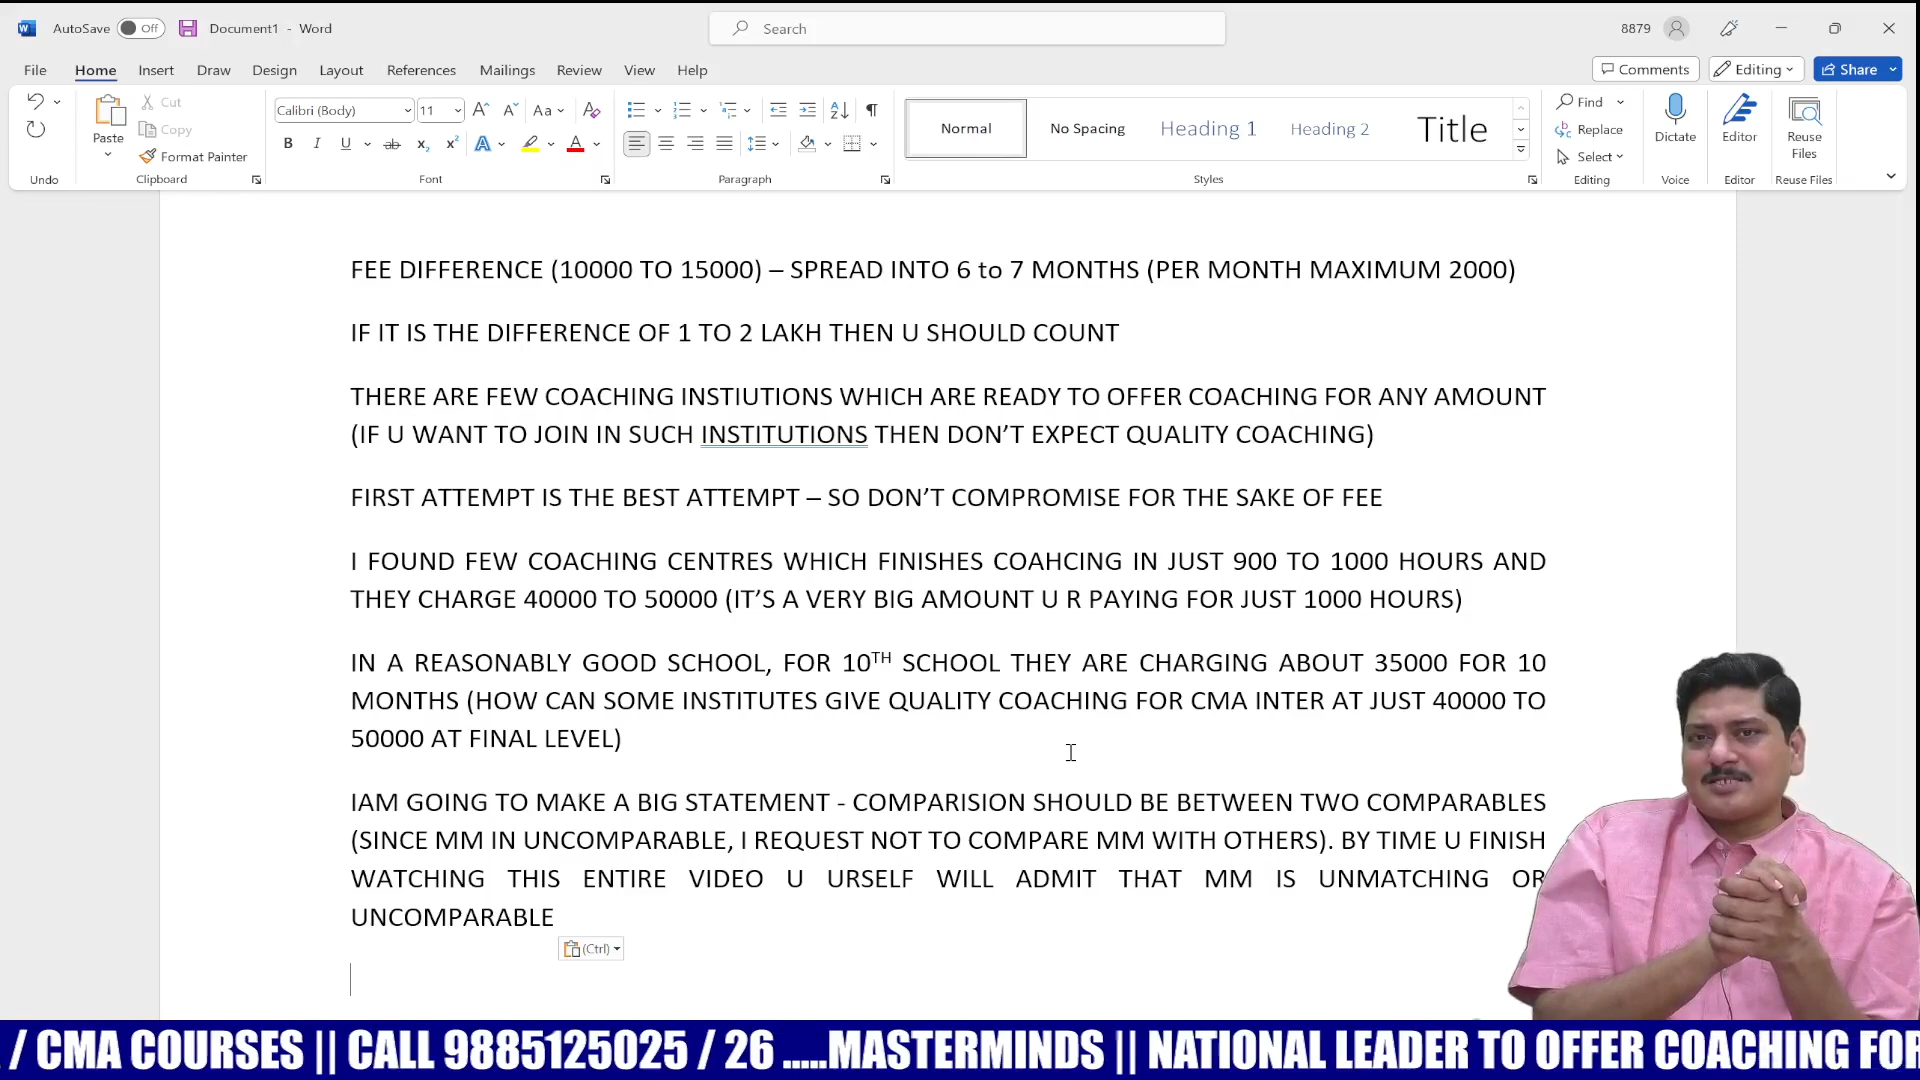 AutoSave Off Document1 - Word Search 8879
File Home Insert Draw Design Layout References Mailings Review View Help Comments Editing Share
Paste Cut Copy Format Painter
Calibri (Body) 11 Aa
B I U ab x₂ x² A A
Normal No Spacing Heading 1 Heading 2 Title
Find Replace Select Dictate Editor Reuse Files
Undo Clipboard Font Paragraph Styles Editing Voice Editor Reuse Files
FEE DIFFERENCE (10000 TO 15000) – SPREAD INTO 6 to 7 MONTHS (PER MONTH MAXIMUM 2000)
IF IT IS THE DIFFERENCE OF 1 TO 2 LAKH THEN U SHOULD COUNT
THERE ARE FEW COACHING INSTIUTIONS WHICH ARE READY TO OFFER COACHING FOR ANY AMOUNT
(IF U WANT TO JOIN IN SUCH INSTITUTIONS THEN DON’T EXPECT QUALITY COACHING)
FIRST ATTEMPT IS THE BEST ATTEMPT – SO DON’T COMPROMISE FOR THE SAKE OF FEE
I FOUND FEW COACHING CENTRES WHICH FINISHES COAHCING IN JUST 900 TO 1000 HOURS AND
THEY CHARGE 40000 TO 50000 (IT’S A VERY BIG AMOUNT U R PAYING FOR JUST 1000 HOURS)
IN A REASONABLY GOOD SCHOOL, FOR 10TH SCHOOL THEY ARE CHARGING ABOUT 35000 FOR 10
MONTHS (HOW CAN SOME INSTITUTES GIVE QUALITY COACHING FOR CMA INTER AT JUST 40000 TO
50000 AT FINAL LEVEL)
IAM GOING TO MAKE A BIG STATEMENT - COMPARISION SHOULD BE BETWEEN TWO COMPARABLES
(SINCE MM IN UNCOMPARABLE, I REQUEST NOT TO COMPARE MM WITH OTHERS). BY TIME U FINISH
WATCHING THIS ENTIRE VIDEO U URSELF WILL ADMIT THAT MM IS UNMATCHING OR
UNCOMPARABLE
(Ctrl)
/ CMA COURSES || CALL 9885125025 / 26 .....MASTERMINDS || NATIONAL LEADER TO OFFER COACHING FOR